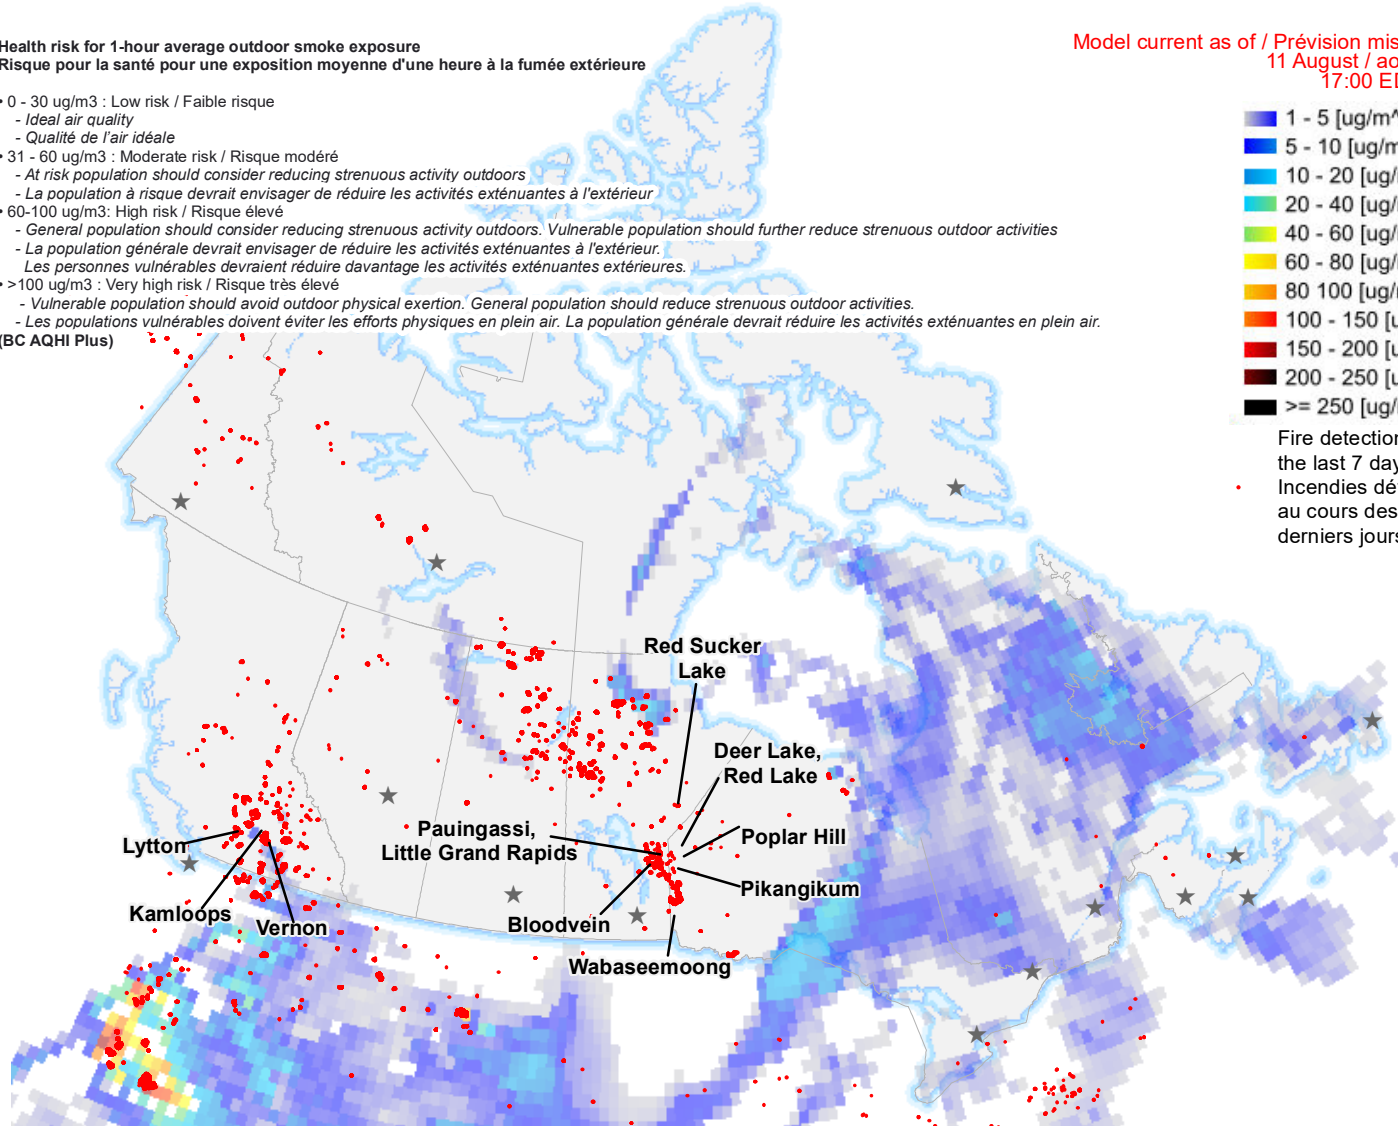 Health risk for 1-hour average outdoor smoke exposure
Risque pour la santé pour une exposition moyenne d'une heure à la fumée extérieure
• 0 - 30 ug/m3 : Low risk / Faible risque
- Ideal air quality
- Qualité de l'air idéale
• 31 - 60 ug/m3 : Moderate risk / Risque modéré
- At risk population should consider reducing strenuous activity outdoors
- La population à risque devrait envisager de réduire les activités exténuantes à l'extérieur
• 60-100 ug/m3: High risk / Risque élevé
- General population should consider reducing strenuous activity outdoors. Vulnerable population should further reduce strenuous outdoor activities
- La population générale devrait envisager de réduire les activités exténuantes à l'extérieur.
Les personnes vulnérables devraient réduire davantage les activités exténuantes extérieures.
• >100 ug/m3 : Very high risk / Risque très élevé
- Vulnerable population should avoid outdoor physical exertion. General population should reduce strenuous outdoor activities.
- Les populations vulnérables doivent éviter les efforts physiques en plein air. La population générale devrait réduire les activités exténuantes en plein air.
(BC AQHI Plus)
Model current as of / Prévision mis
11 August / ao
17:00 ED
1 - 5 [ug/m^
5 - 10 [ug/m
10 - 20 [ug/
20 - 40 [ug/
40 - 60 [ug/
60 - 80 [ug/
80 100 [ug/
100 - 150 [u
150 - 200 [u
200 - 250 [u
>= 250 [ug/
Fire detection
the last 7 day
Incendies dé
au cours des
derniers jours
Red Sucker
Lake
Deer Lake,
Red Lake
Pauingassi,
Little Grand Rapids
Poplar Hill
Lytton
Pikangikum
Kamloops
Vernon
Bloodvein
Wabaseemoong